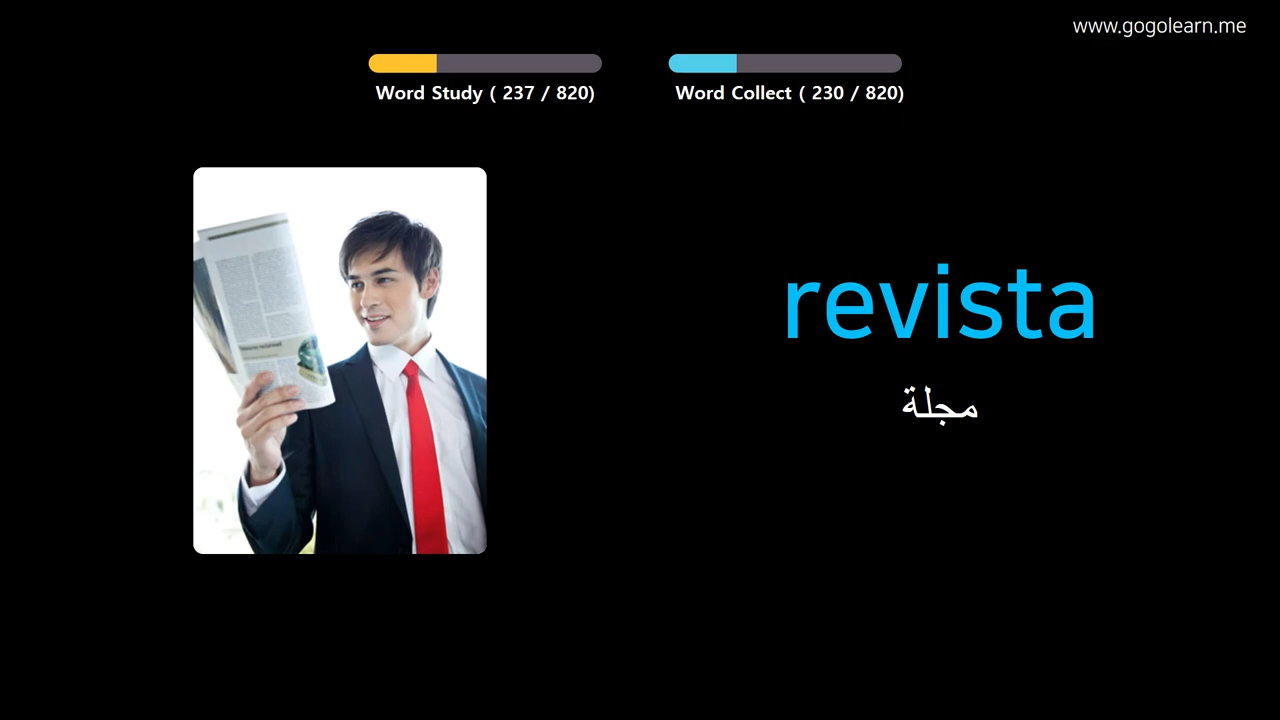 www.gogolearn.me
Word Study ( 237 / 820)
Word Collect ( 230 / 820)
revista
مجلة